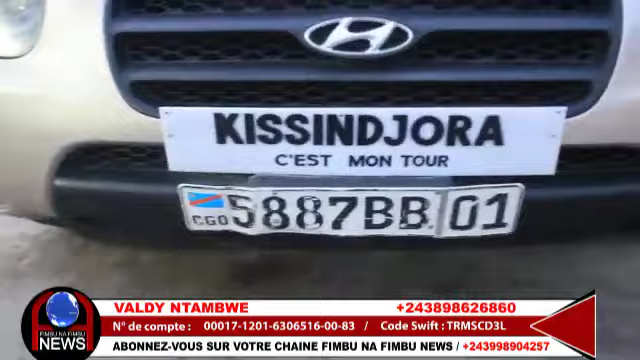 KISSINDJORA
C'EST MON TOUR
CGO 5887BB 01
VALDY NTAMBWE +243898626860
N° de compte : 00017-1201-6306516-00-83 / Code Swift : TRMSCD3L
ABONNEZ-VOUS SUR VOTRE CHAINE FIMBU NA FIMBU NEWS / +243998904257
FIMBU NA FIMBU
NEWS